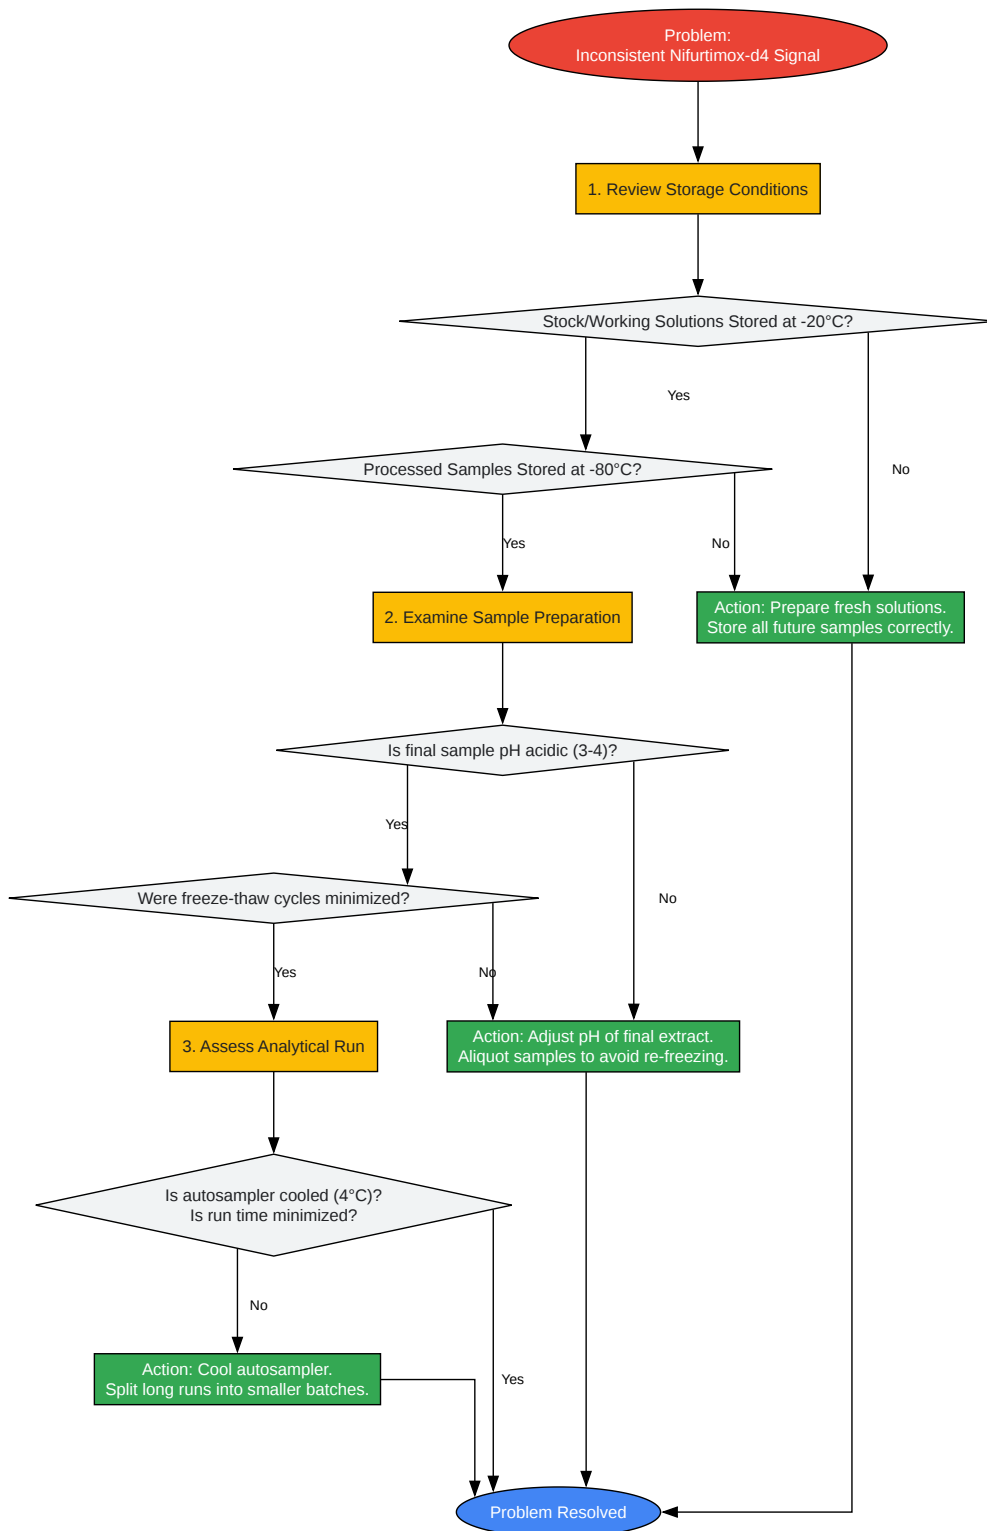 Problem:
Inconsistent Nifurtimox-d4 Signal
1. Review Storage Conditions
Stock/Working Solutions Stored at -20°C?
Yes
Processed Samples Stored at -80°C?
No
Yes
No
2. Examine Sample Preparation
Action: Prepare fresh solutions.
Store all future samples correctly.
Is final sample pH acidic (3-4)?
Yes
Were freeze-thaw cycles minimized?
No
Yes
No
3. Assess Analytical Run
Action: Adjust pH of final extract.
Aliquot samples to avoid re-freezing.
Is autosampler cooled (4°C)?
Is run time minimized?
No
Action: Cool autosampler.
Split long runs into smaller batches.
Yes
Problem Resolved